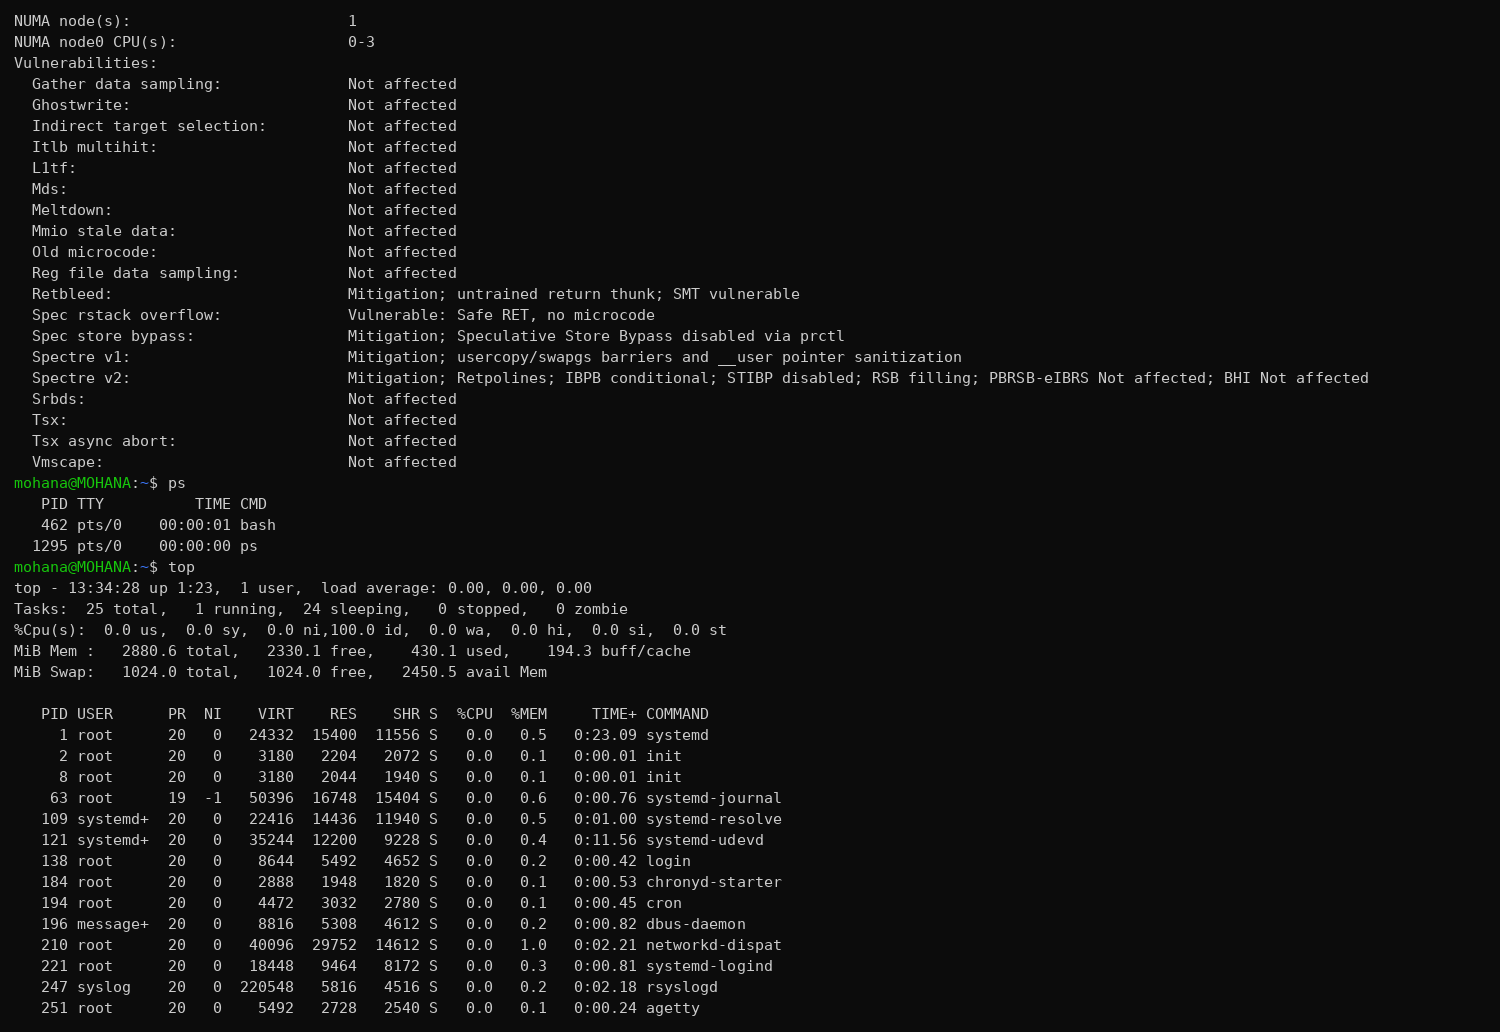 NUMA node(s):                        1
NUMA node0 CPU(s):                   0-3
Vulnerabilities:
  Gather data sampling:              Not affected
  Ghostwrite:                        Not affected
  Indirect target selection:         Not affected
  Itlb multihit:                     Not affected
  L1tf:                              Not affected
  Mds:                               Not affected
  Meltdown:                          Not affected
  Mmio stale data:                   Not affected
  Old microcode:                     Not affected
  Reg file data sampling:            Not affected
  Retbleed:                          Mitigation; untrained return thunk; SMT vulnerable
  Spec rstack overflow:              Vulnerable: Safe RET, no microcode
  Spec store bypass:                 Mitigation; Speculative Store Bypass disabled via prctl
  Spectre v1:                        Mitigation; usercopy/swapgs barriers and __user pointer sanitization
  Spectre v2:                        Mitigation; Retpolines; IBPB conditional; STIBP disabled; RSB filling; PBRSB-eIBRS Not affected; BHI Not affected
  Srbds:                             Not affected
  Tsx:                               Not affected
  Tsx async abort:                   Not affected
  Vmscape:                           Not affected
mohana@MOHANA:~$ ps
   PID TTY          TIME CMD
   462 pts/0    00:00:01 bash
  1295 pts/0    00:00:00 ps
mohana@MOHANA:~$ top
top - 13:34:28 up 1:23,  1 user,  load average: 0.00, 0.00, 0.00
Tasks:  25 total,   1 running,  24 sleeping,   0 stopped,   0 zombie
%Cpu(s):  0.0 us,  0.0 sy,  0.0 ni,100.0 id,  0.0 wa,  0.0 hi,  0.0 si,  0.0 st
MiB Mem :   2880.6 total,   2330.1 free,    430.1 used,    194.3 buff/cache
MiB Swap:   1024.0 total,   1024.0 free,   2450.5 avail Mem

   PID USER      PR  NI    VIRT    RES    SHR S  %CPU  %MEM     TIME+ COMMAND
     1 root      20   0   24332  15400  11556 S   0.0   0.5   0:23.09 systemd
     2 root      20   0    3180   2204   2072 S   0.0   0.1   0:00.01 init
     8 root      20   0    3180   2044   1940 S   0.0   0.1   0:00.01 init
    63 root      19  -1   50396  16748  15404 S   0.0   0.6   0:00.76 systemd-journal
   109 systemd+  20   0   22416  14436  11940 S   0.0   0.5   0:01.00 systemd-resolve
   121 systemd+  20   0   35244  12200   9228 S   0.0   0.4   0:11.56 systemd-udevd
   138 root      20   0    8644   5492   4652 S   0.0   0.2   0:00.42 login
   184 root      20   0    2888   1948   1820 S   0.0   0.1   0:00.53 chronyd-starter
   194 root      20   0    4472   3032   2780 S   0.0   0.1   0:00.45 cron
   196 message+  20   0    8816   5308   4612 S   0.0   0.2   0:00.82 dbus-daemon
   210 root      20   0   40096  29752  14612 S   0.0   1.0   0:02.21 networkd-dispat
   221 root      20   0   18448   9464   8172 S   0.0   0.3   0:00.81 systemd-logind
   247 syslog    20   0  220548   5816   4516 S   0.0   0.2   0:02.18 rsyslogd
   251 root      20   0    5492   2728   2540 S   0.0   0.1   0:00.24 agetty